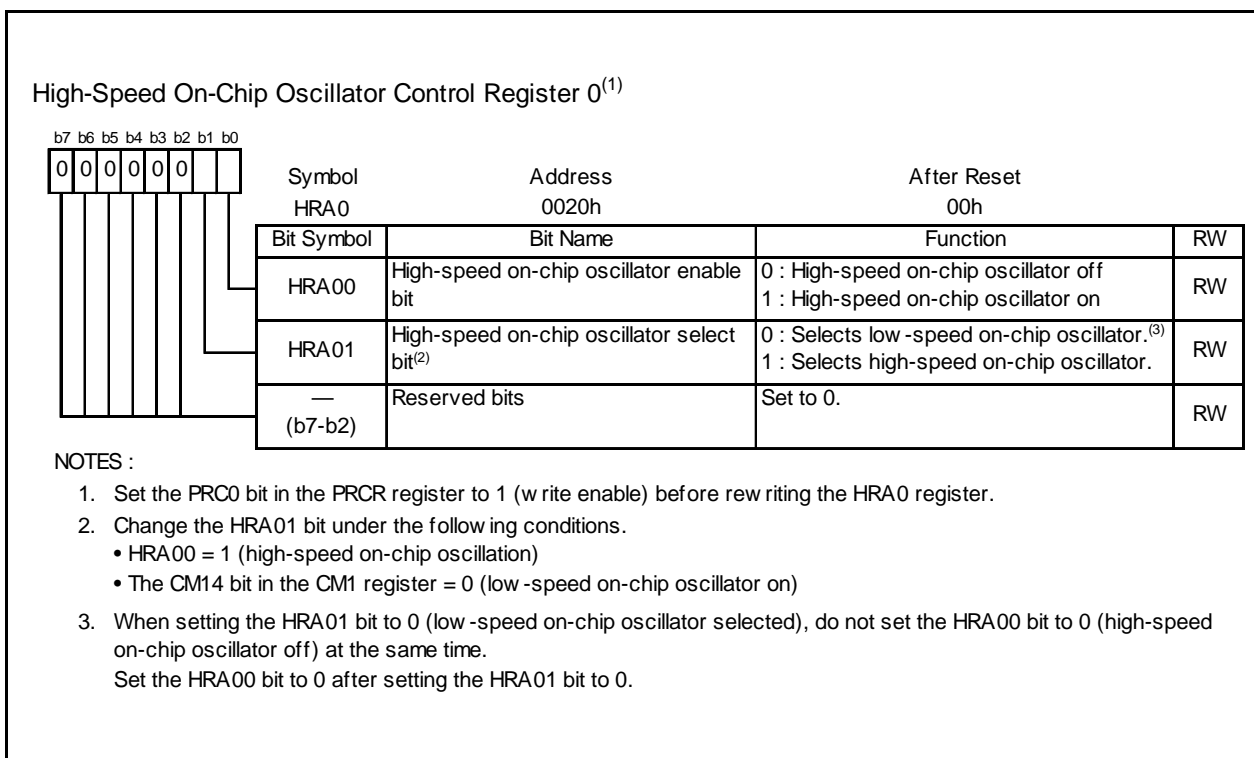 High-Speed On-Chip Oscillator Control Register 0(1)
b7 b6 b5 b4 b3 b2 b1 b0
0 0 0 0 0 0
Symbol Address After Reset
HRA0 0020h 00h
Bit Symbol Bit Name Function RW
HRA00 High-speed on-chip oscillator enable bit 0 : High-speed on-chip oscillator off
1 : High-speed on-chip oscillator on RW
HRA01 High-speed on-chip oscillator select bit(2) 0 : Selects low-speed on-chip oscillator.(3)
1 : Selects high-speed on-chip oscillator. RW
— (b7-b2) Reserved bits Set to 0. RW
NOTES :
1. Set the PRC0 bit in the PRCR register to 1 (write enable) before rewriting the HRA0 register.
2. Change the HRA01 bit under the following conditions.
• HRA00 = 1 (high-speed on-chip oscillation)
• The CM14 bit in the CM1 register = 0 (low-speed on-chip oscillator on)
3. When setting the HRA01 bit to 0 (low-speed on-chip oscillator selected), do not set the HRA00 bit to 0 (high-speed
on-chip oscillator off) at the same time.
Set the HRA00 bit to 0 after setting the HRA01 bit to 0.